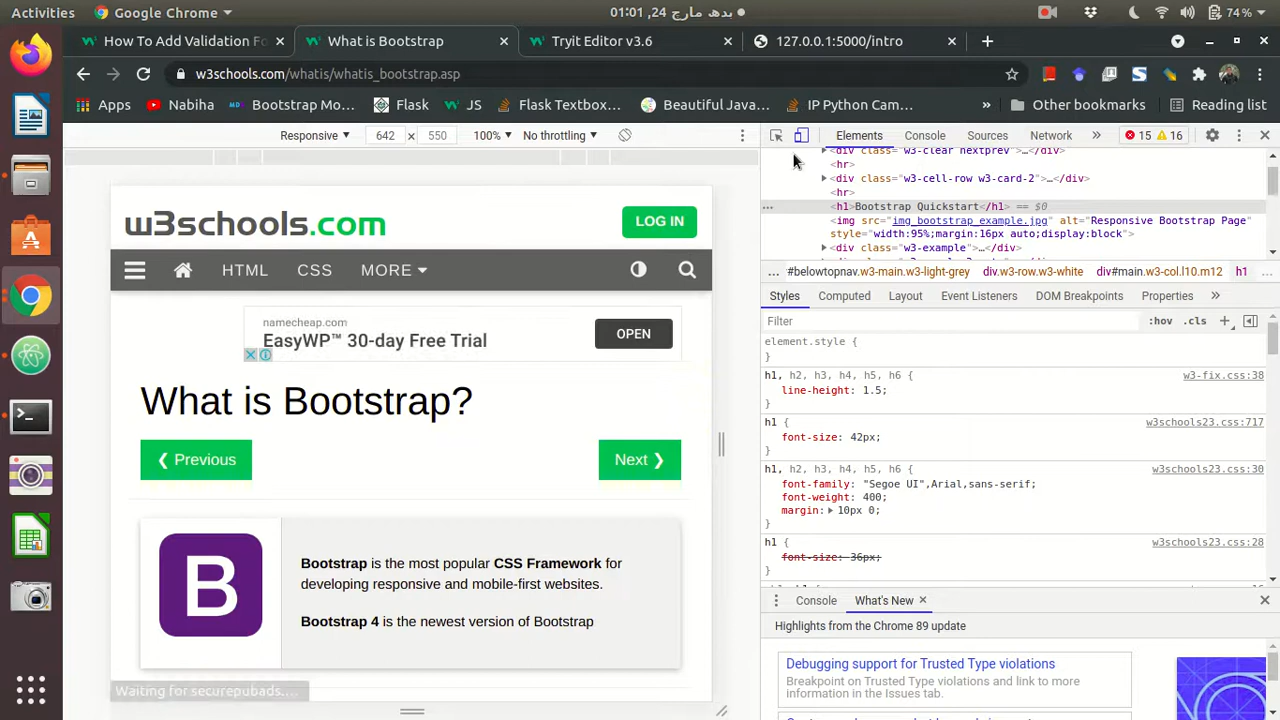 Activities Google Chrome بدھ مارچ 24, 01:01 74 %
How To Add Validation Fo What is Bootstrap Tryit Editor v3.6 127.0.0.1:5000/intro
w3schools.com/whatis/whatis_bootstrap.asp
Apps Nabiha Bootstrap Mo... Flask JS Flask Textbox... Beautiful Java... IP Python Cam... » Other bookmarks Reading list
Responsive 642 × 550 100% No throttling
Elements Console Sources Network » 15 16
<div class="w3-clear nextprev">…</div>
<hr>
<div class="w3-cell-row w3-card-2">…</div>
<hr>
<h1>Bootstrap Quickstart</h1> == $0
<img src="img_bootstrap_example.jpg" alt="Responsive Bootstrap Page"
style="width:95%;margin:16px auto;display:block">
<div class="w3-example">…</div>
... #belowtopnav.w3-main.w3-light-grey div.w3-row.w3-white div#main.w3-col.l10.m12 h1 ...
Styles Computed Layout Event Listeners DOM Breakpoints Properties »
Filter :hov .cls +
element.style {
}
h1, h2, h3, h4, h5, h6 { w3-fix.css:38
line-height: 1.5;
}
h1 { w3schools23.css:717
font-size: 42px;
}
h1, h2, h3, h4, h5, h6 { w3schools23.css:30
font-family: "Segoe UI",Arial,sans-serif;
font-weight: 400;
margin: 10px 0;
}
h1 { w3schools23.css:28
font-size: 36px;
}
Console What's New ×
Highlights from the Chrome 89 update
Debugging support for Trusted Type violations
Breakpoint on Trusted Type violations and link to more
information in the Issues tab.
w3schools.com LOG IN
HTML CSS MORE
namecheap.com
EasyWP™ 30-day Free Trial OPEN
What is Bootstrap?
❮ Previous Next ❯
B
Bootstrap is the most popular CSS Framework for
developing responsive and mobile-first websites.
Bootstrap 4 is the newest version of Bootstrap
Waiting for securepubads....